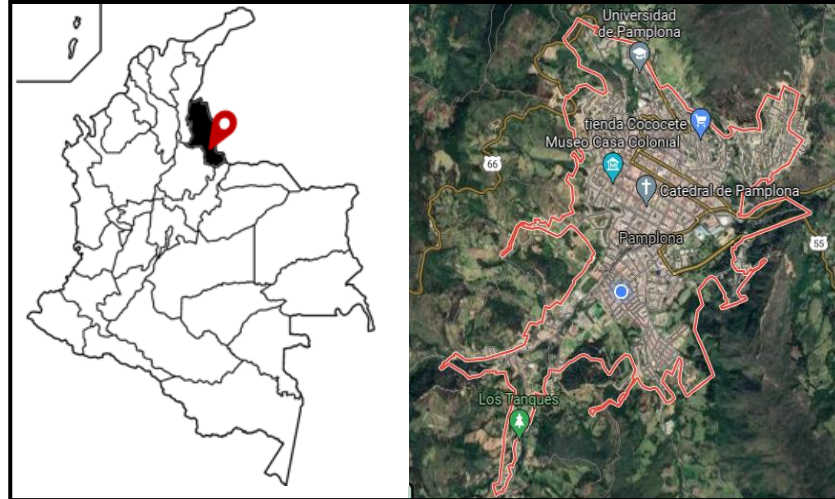 Universidad
de Pamplona
tienda Cococete
Museo Casa Colonial
66
Catedral de Pamplona
Pamplona
55
Los Tanques